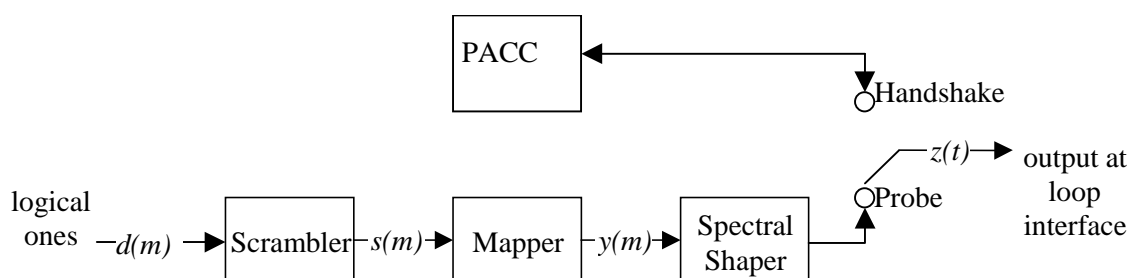 PACC
Handshake
z(t)
output at
loop
interface
Probe
logical
ones
d(m)
Scrambler
s(m)
Mapper
y(m)
Spectral
Shaper